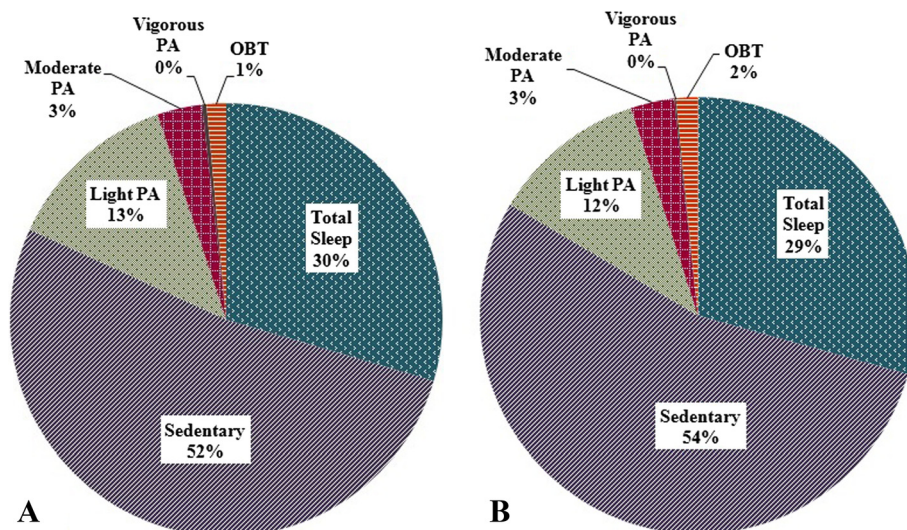 Vigorous
PA
0%
OBT
1%
Moderate
PA
3%
Light PA
13%
Total
Sleep
30%
Sedentary
52%
A
Vigorous
PA
0%
OBT
2%
Moderate
PA
3%
Light PA
12%
Total
Sleep
29%
Sedentary
54%
B